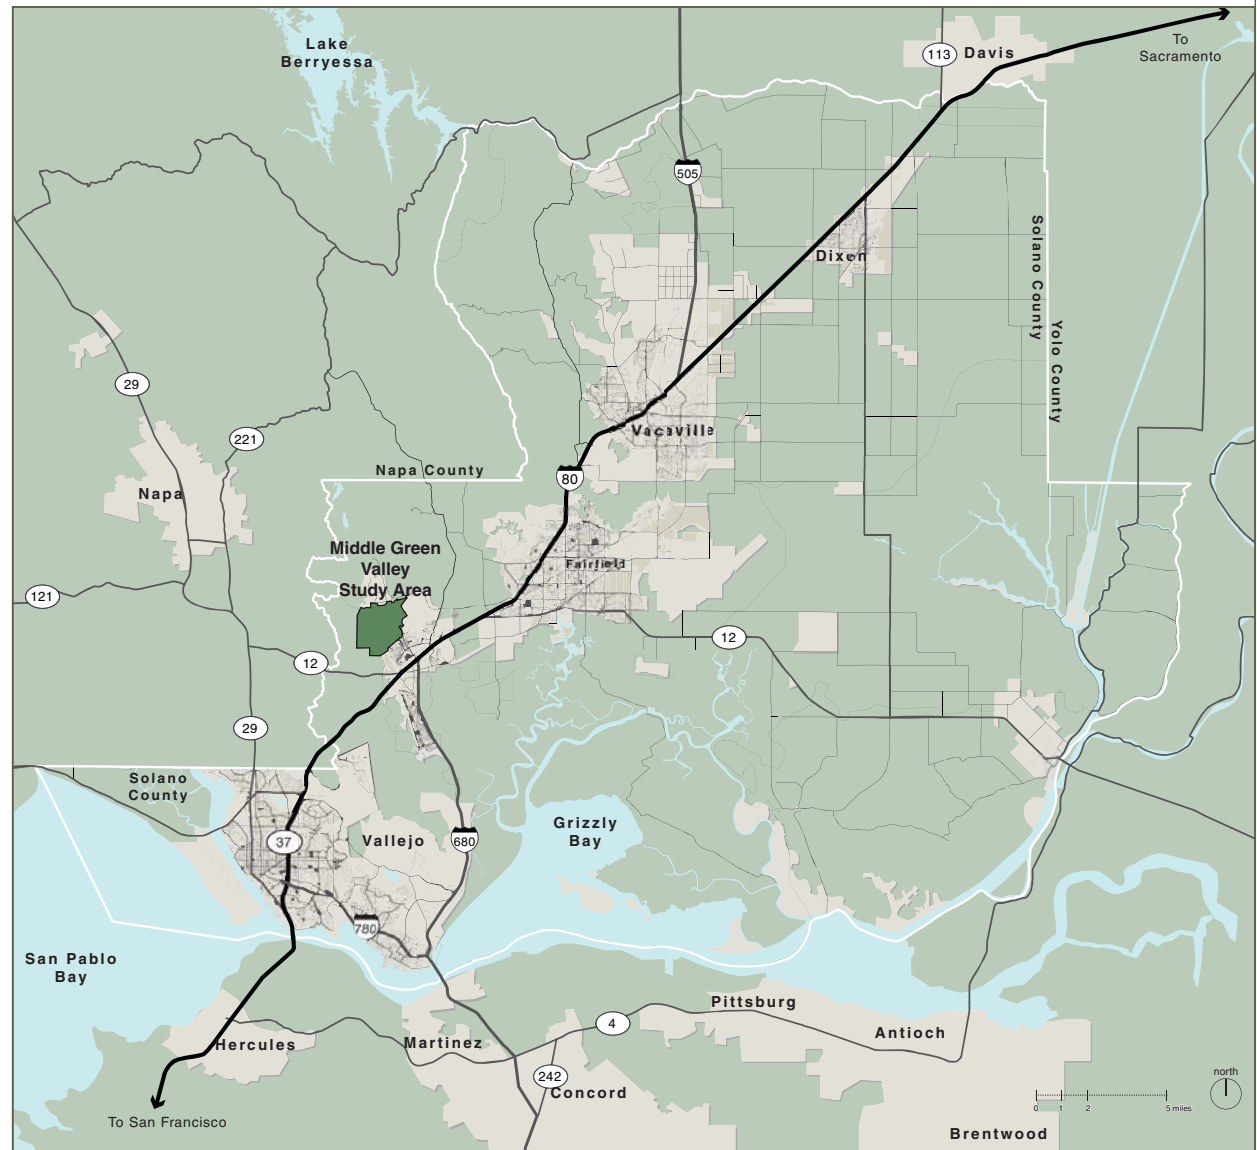 Lake
Berryessa
113
Davis
To
Sacramento
505
Solano County
Yolo County
Dixon
29
221
Vacaville
Napa County
80
Napa
Middle Green
Valley
Study Area
Fairfield
121
12
12
29
Solano
County
37
Vallejo
680
Grizzly
Bay
780
San Pablo
Bay
Pittsburg
4
Antioch
Hercules
Martinez
242
Concord
north
0 1 2 5 miles
To San Francisco
Brentwood